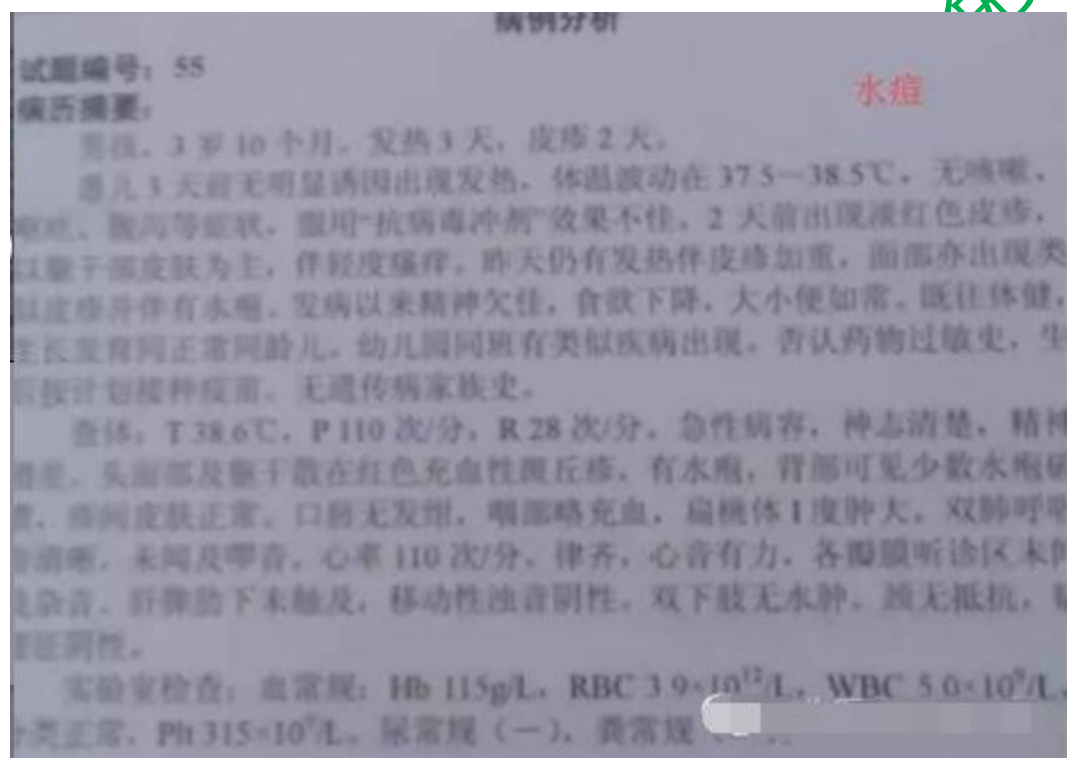 病例分析
试题编号：55
水痘
病历摘要：
男孩，3岁10个月。发热3天，皮疹2天。
患儿3天前无明显诱因出现发热，体温波动在37.5－38.5℃，无咳嗽、
呕吐、腹泻等症状，服用“抗病毒冲剂”效果不佳。2天前出现淡红色皮疹，
以躯干部皮肤为主，伴轻度瘙痒。昨天仍有发热伴皮疹加重，面部亦出现类
似皮疹并伴有水疱。发病以来精神欠佳，食欲下降，大小便如常。既往体健，
生长发育同正常同龄儿。幼儿园同班有类似疾病出现。否认药物过敏史，生
后按计划接种疫苗。无遗传病家族史。
查体：T 38.6℃，P 110次/分，R 28次/分。急性病容，神志清楚，精神
稍差。头面部及躯干散在红色充血性斑丘疹，有水疱，背部可见少数水疱破
溃，疹间皮肤正常。口唇无发绀，咽部略充血，扁桃体Ⅰ度肿大。双肺呼吸
音清晰，未闻及啰音。心率110次/分，律齐，心音有力，各瓣膜听诊区未闻
及杂音。肝脾肋下未触及，移动性浊音阴性。双下肢无水肿。颈无抵抗，
征阴性。
实验室检查：血常规：Hb 115g/L，RBC 3.9×10¹²/L，WBC 5.0×10⁹/L，
分类正常，Plt 315×10⁹/L。尿常规（－），粪常规